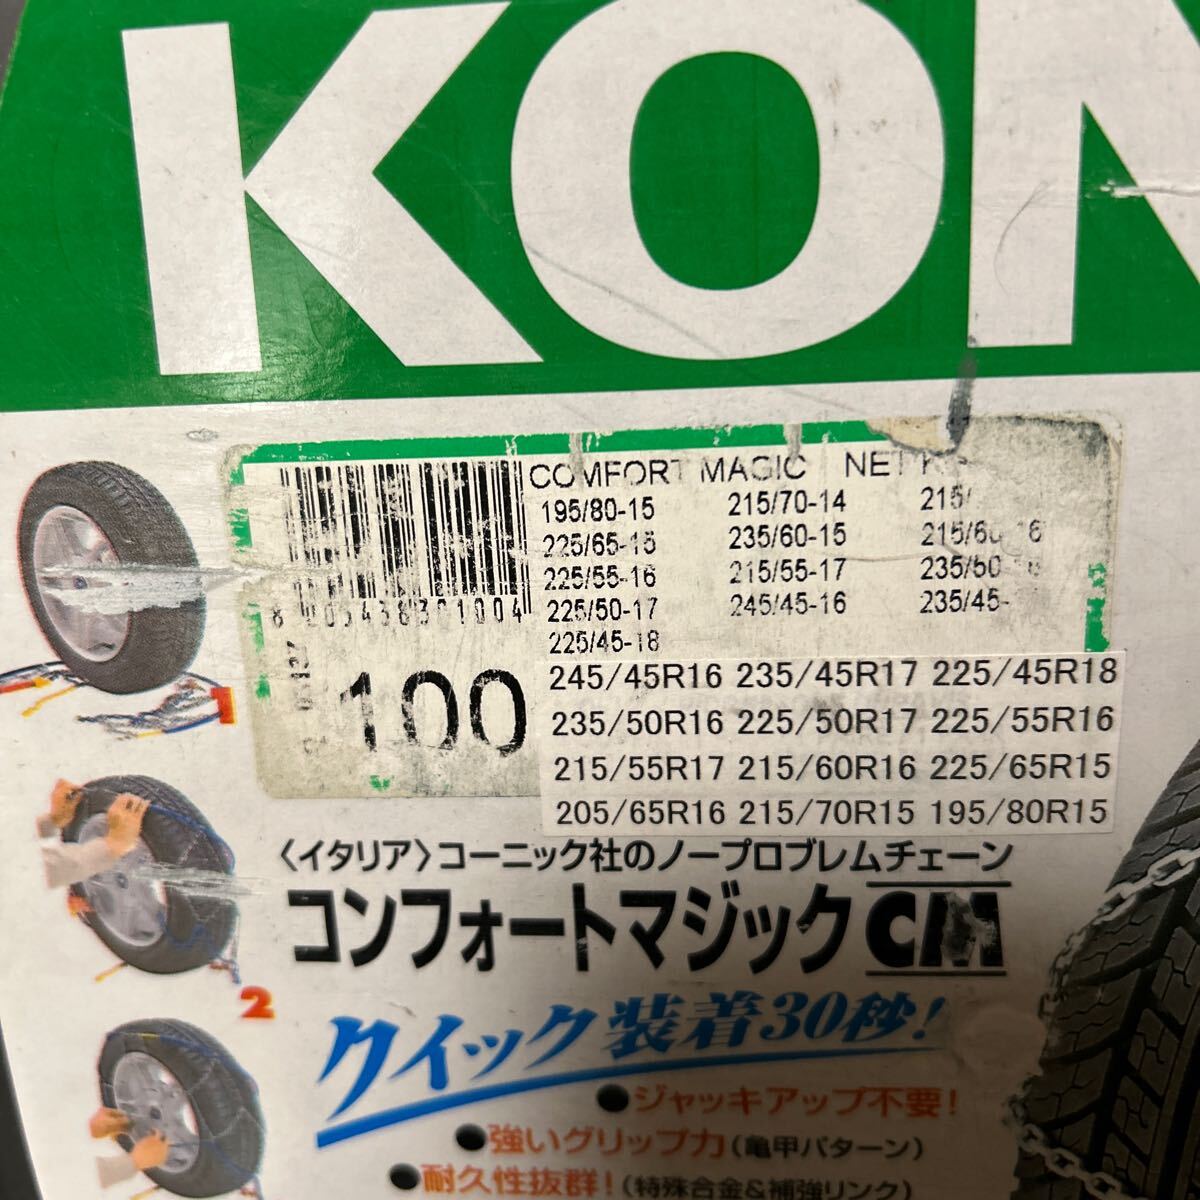 KON
COMFORT MAGIC NET
195/80-15 215/70-14
225/65-15 235/60-15
225/55-16 215/55-17
225/50-17 245/45-16 235/45-
225/45-18
100
245/45R16 235/45R17 225/45R18
235/50R16 225/50R17 225/55R16
215/55R17 215/60R16 225/65R15
205/65R16 215/70R15 195/80R15
〈イタリア〉コーニック社のノープロブレムチェーン
コンフォートマジックCM
クイック装着30秒!
●ジャッキアップ不要!
●強いグリップ力(亀甲パターン)
●耐久性抜群!(特殊合金&補強リンク)
1
2